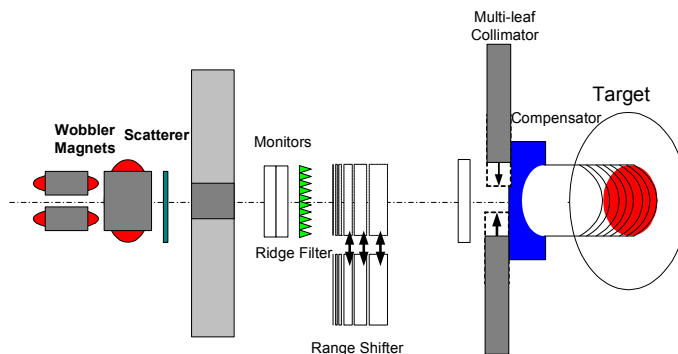 Multi-leaf
Collimator
Target
Compensator
Wobbler
Magnets
Scatterer
Monitors
Ridge Filter
Range Shifter